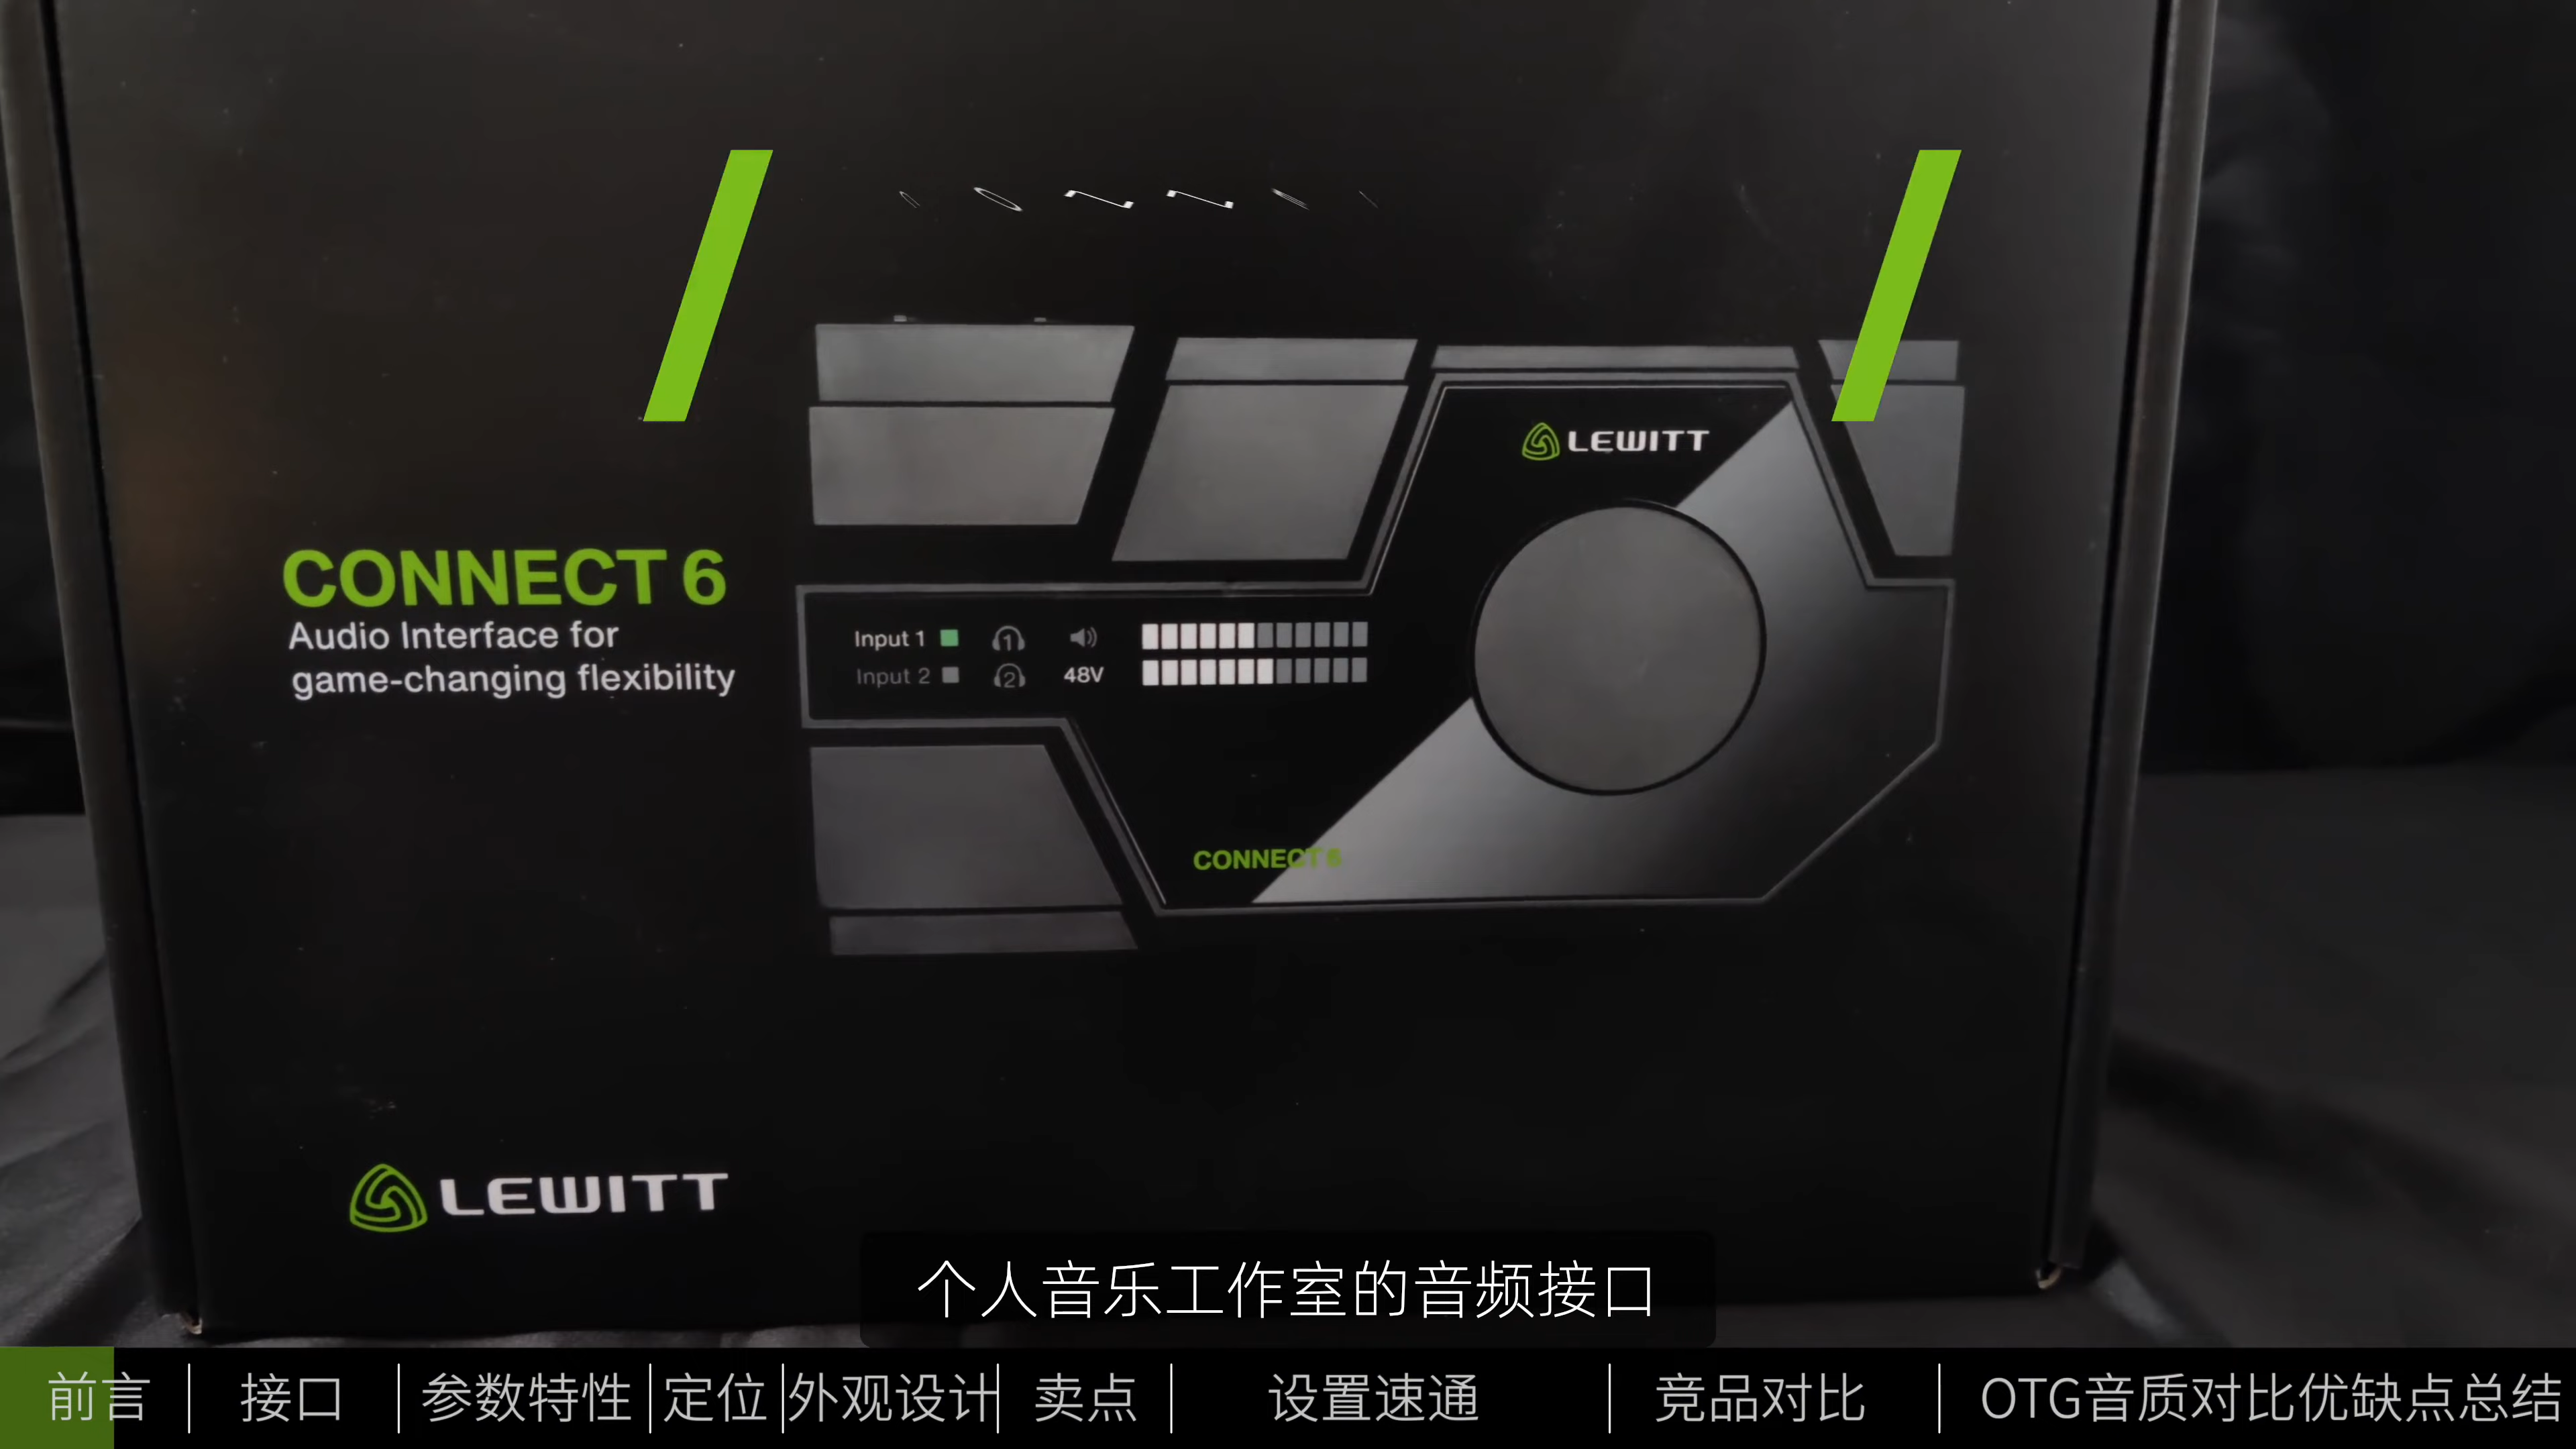 LEWITT
CONNECT 6
Audio Interface for
game-changing flexibility
Input 1
Input 2
1
2
48V
CONNECT 6
LEWITT
个人音乐工作室的音频接口
前言
接口
参数特性
定位
外观设计
卖点
设置速通
竞品对比
OTG音质对比优缺点总结